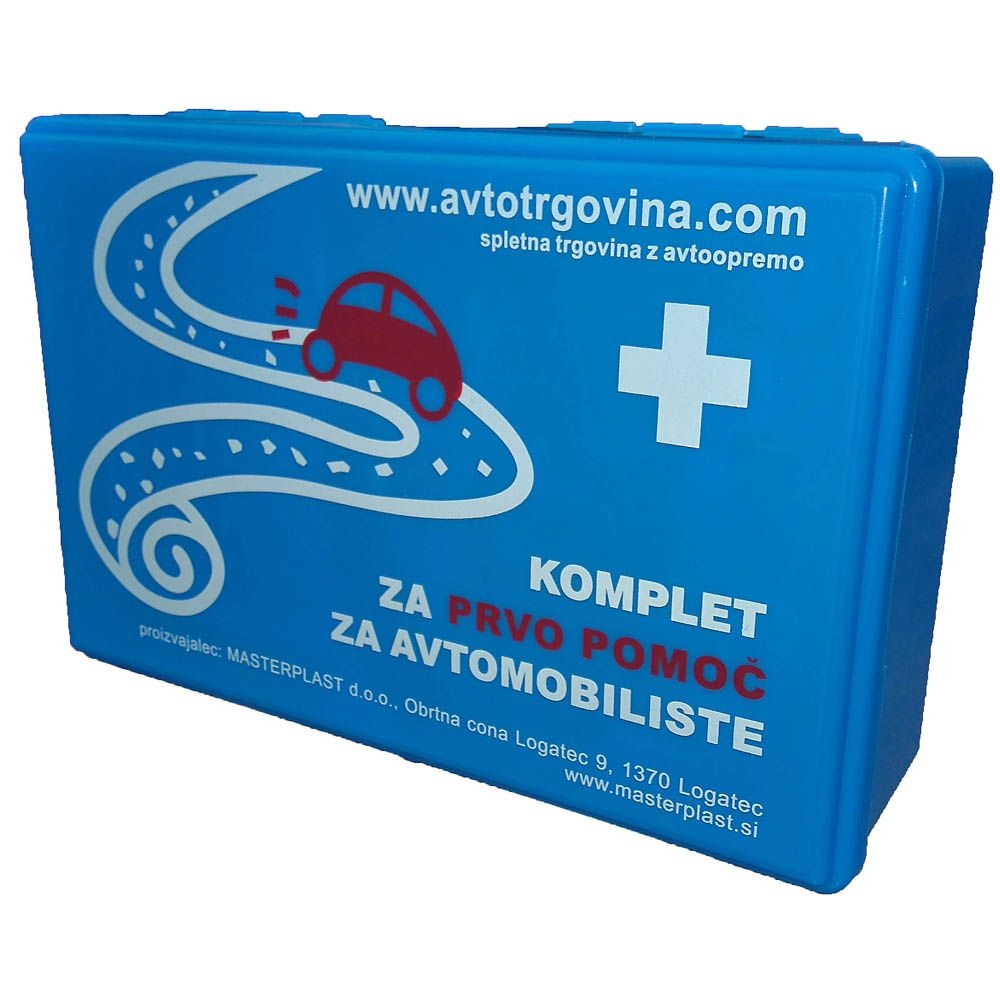 www.avtotrgovina.com
spletna trgovina z avtoopremo
KOMPLET
ZA PRVO POMOČ
ZA AVTOMOBILISTE
proizvajalec: MASTERPLAST d.o.o., Obrtna cona Logatec 9, 1370 Logatec
www.masterplast.si